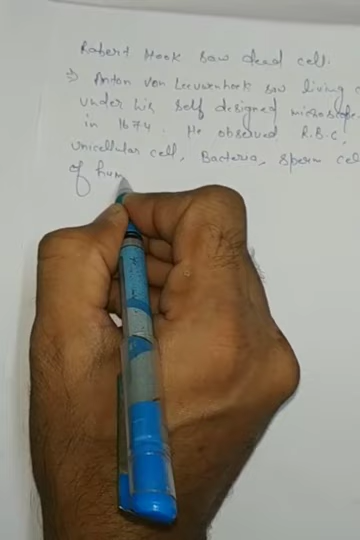 Robert Hook saw dead cell.
⇒ Anton von Leeuwenhoek saw living c
under his self designed microscope
in 1674. He observed R.B.C,
unicellular cell, Bacteria, sperm cel
of hum